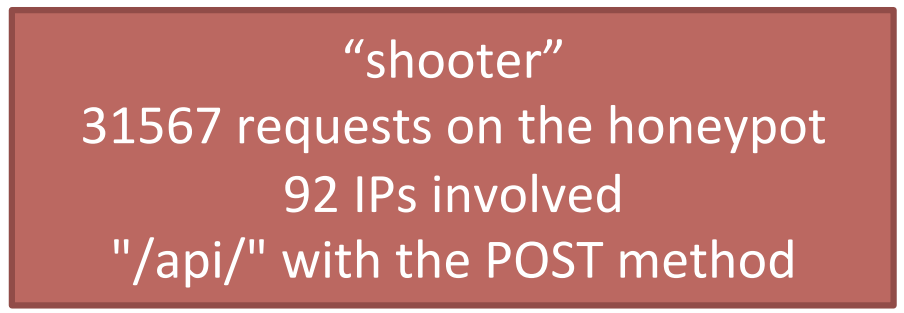 “shooter”
31567 requests on the honeypot
92 IPs involved
"/api/" with the POST method